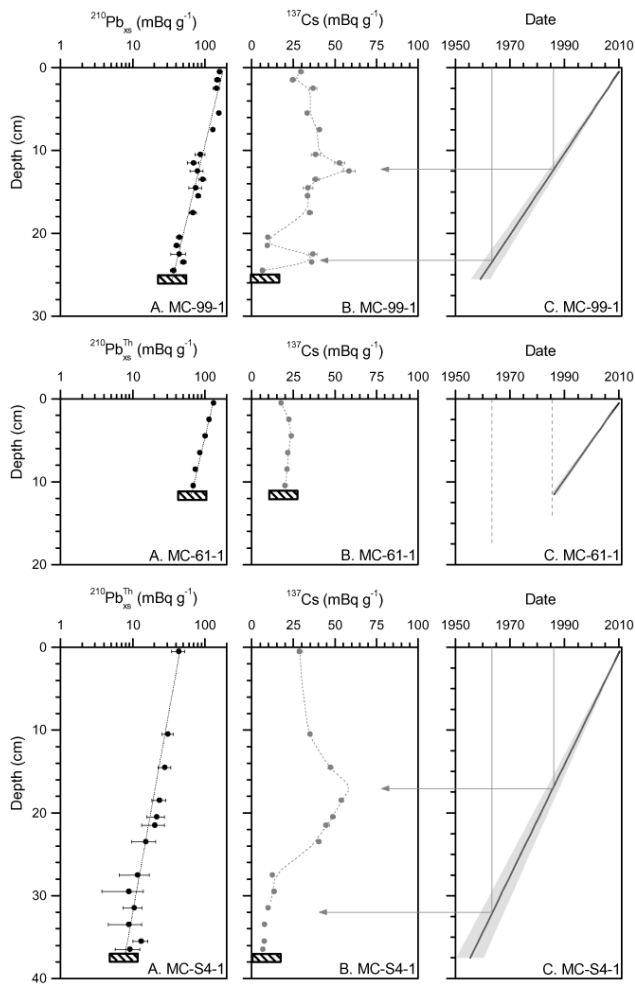 ²¹⁰Pb_xs (mBq g⁻¹) ¹³⁷Cs (mBq g⁻¹) Date
1 10 100 0 25 50 75 100 1950 1970 1990 2010
0
10
20
30
Depth (cm)
A. MC-99-1 B. MC-99-1 C. MC-99-1
²¹⁰Pb_xs^Th (mBq g⁻¹) ¹³⁷Cs (mBq g⁻¹) Date
1 10 100 0 25 50 75 100 1950 1970 1990 2010
0
10
20
Depth (cm)
A. MC-61-1 B. MC-61-1 C. MC-61-1
²¹⁰Pb_xs^Th (mBq g⁻¹) ¹³⁷Cs (mBq g⁻¹) Date
1 10 100 0 25 50 75 100 1950 1970 1990 2010
0
10
20
30
40
Depth (cm)
A. MC-S4-1 B. MC-S4-1 C. MC-S4-1